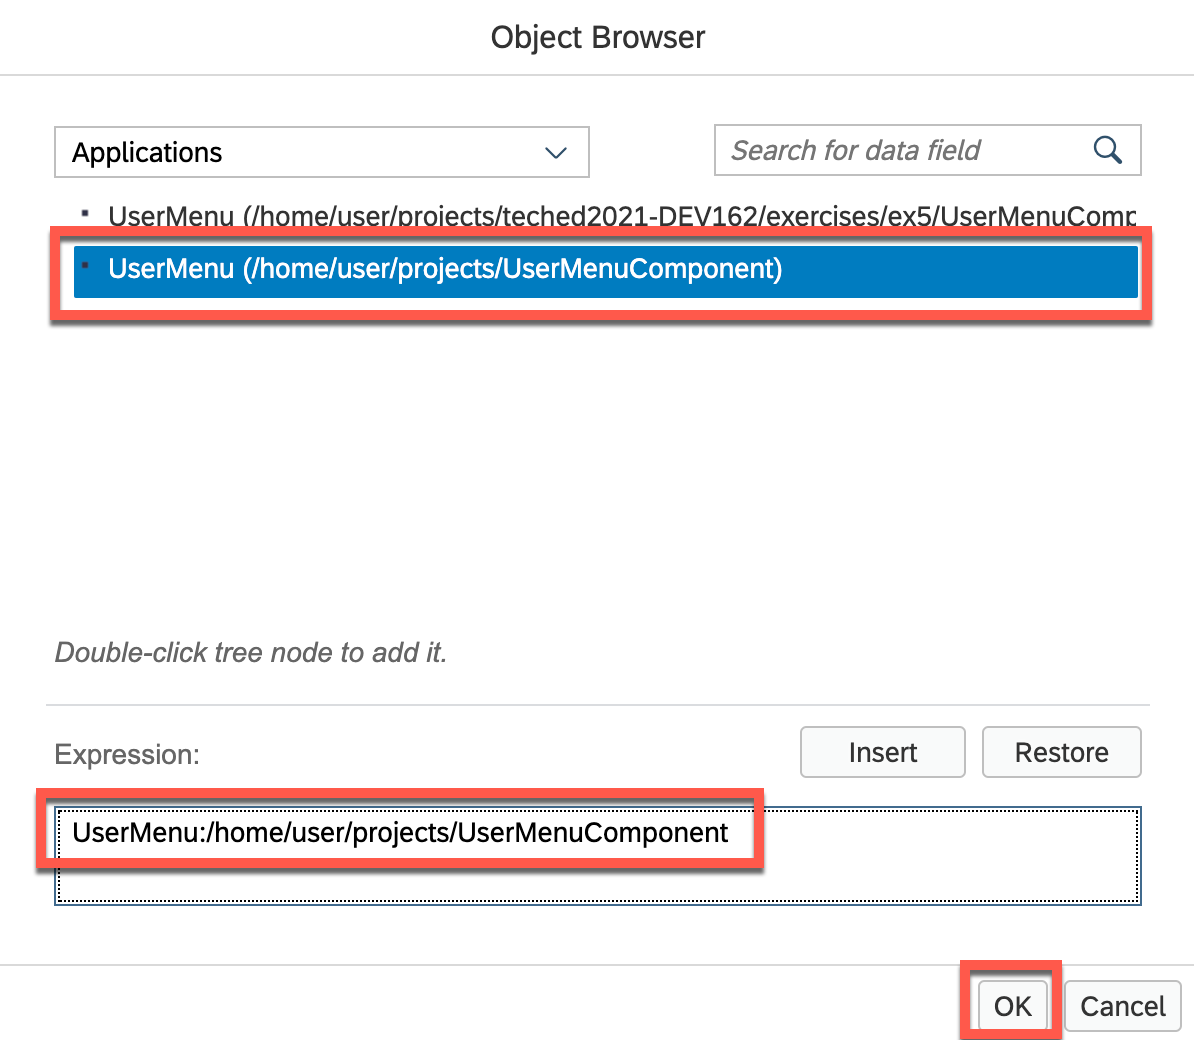 Object Browser
Applications
Search for data field
UserMenu (/home/user/projects/teched2021-DEV162/exercises/ex5/UserMenuComp
UserMenu (/home/user/projects/UserMenuComponent)
Double-click tree node to add it.
Expression:
Insert
Restore
UserMenu:/home/user/projects/UserMenuComponent
OK
Cancel